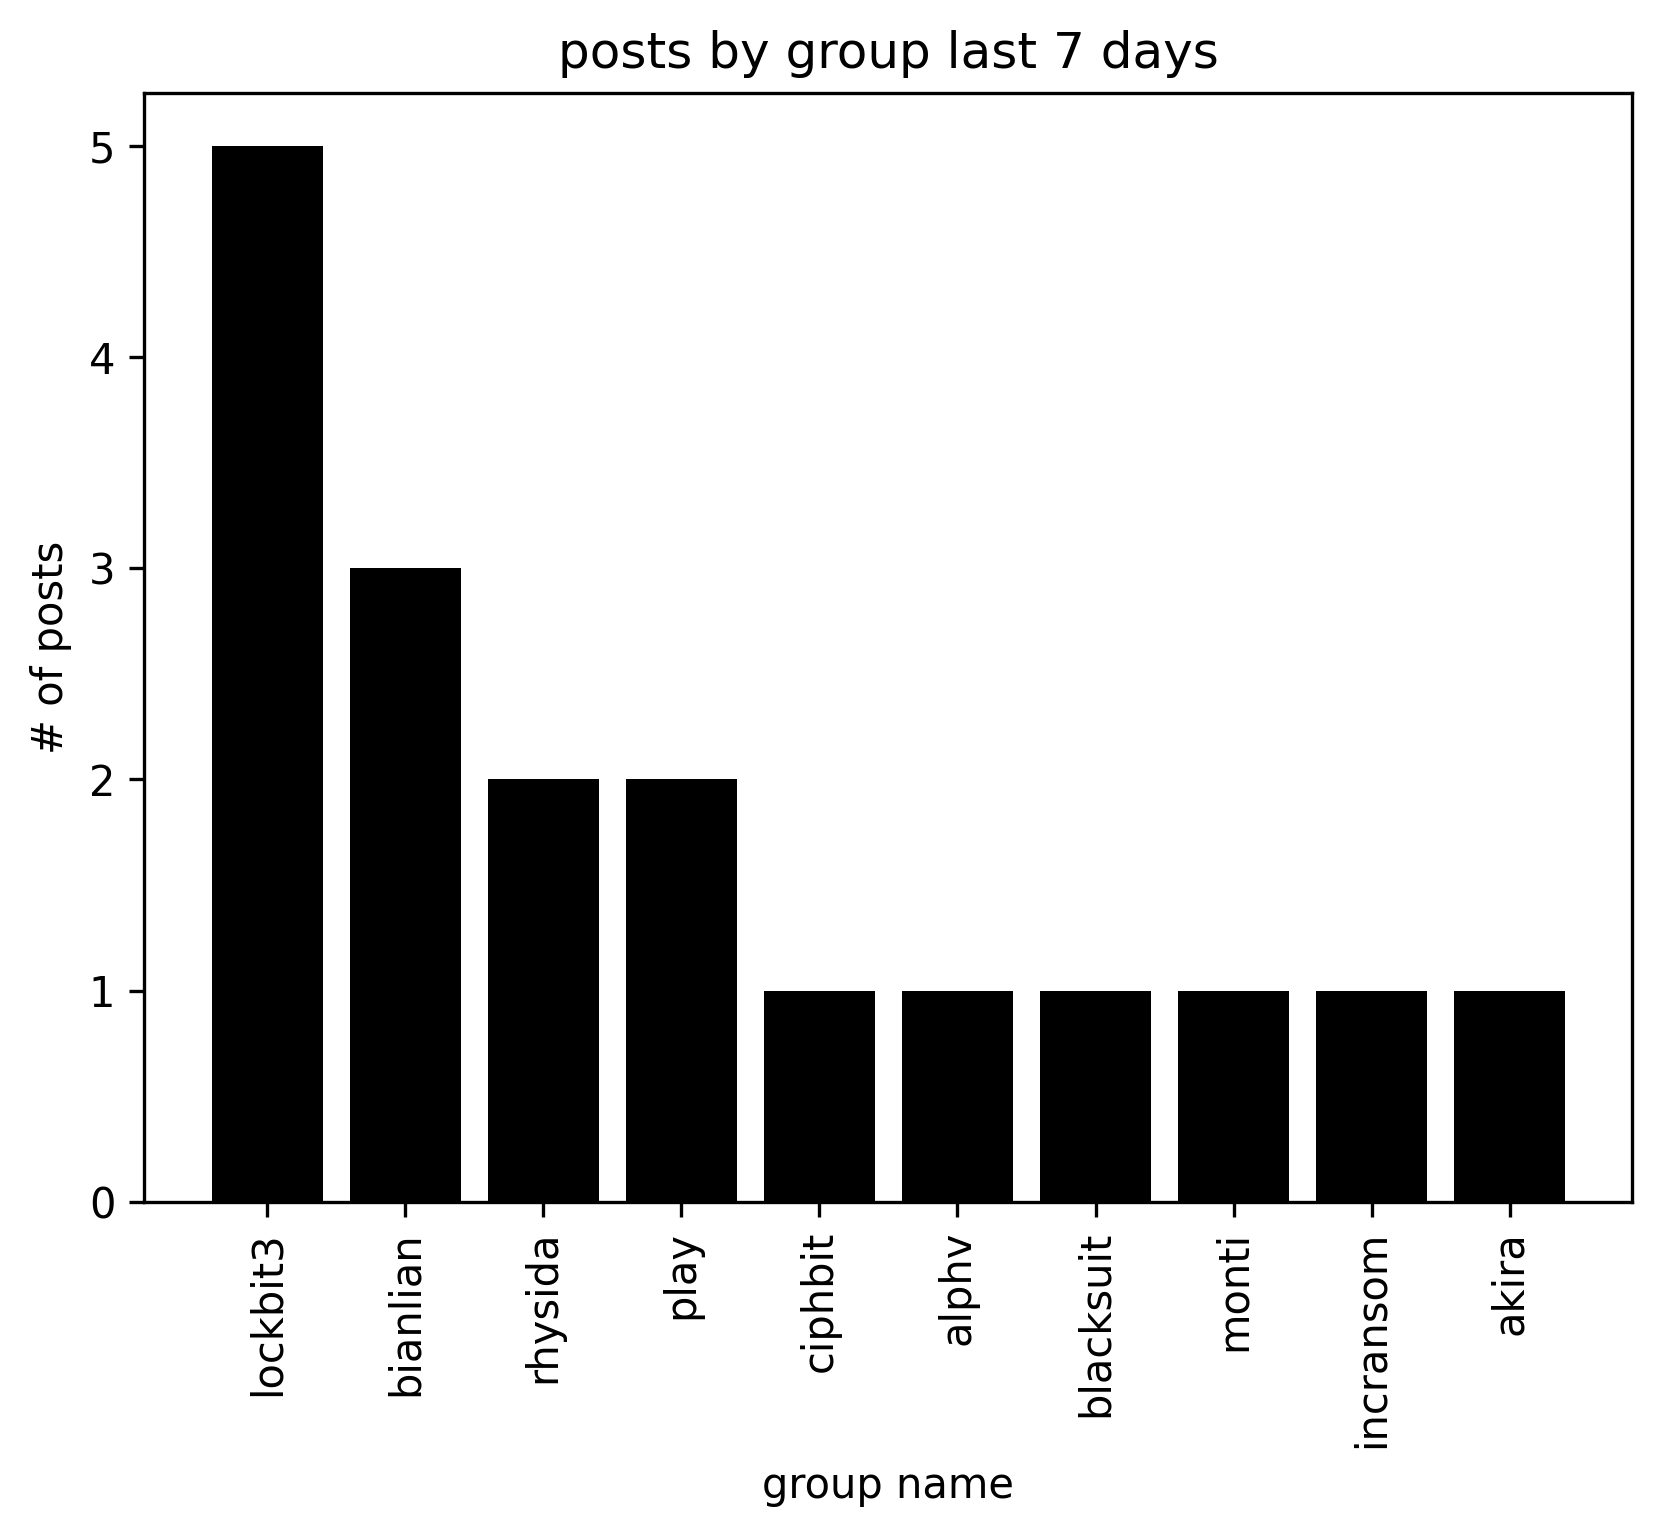 posts by group last 7 days
# of posts
5
4
3
2
1
0
lockbit3
bianlian
rhysida
play
ciphbit
alphv
blacksuit
monti
incransom
akira
group name